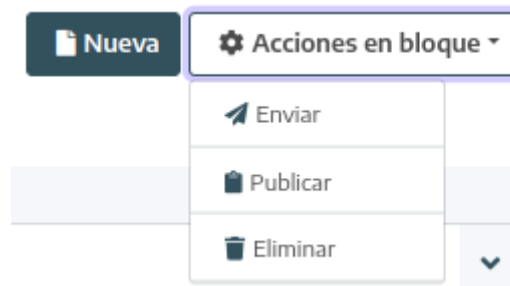 Nueva
Acciones en bloque
Enviar
Publicar
Eliminar